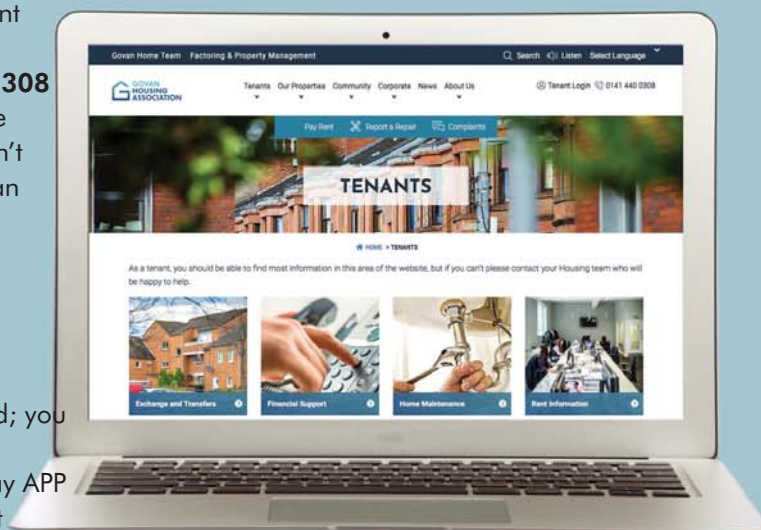 nt
308
e
n't
an
d; you
y APP
t
Govan Home Team Factoring & Property Management
Search Listen Select Language
GOVAN
HOUSING
ASSOCIATION
Tenants Our Properties Community Corporate News About Us
Tenant Login 0141 440 0308
Pay Rent Report a Repair Complaints
TENANTS
HOME > TENANTS
As a tenant, you should be able to find most information in this area of the website, but if you can't please contact your Housing team who will
be happy to help.
Exchange and Transfers
Financial Support
Home Maintenance
Rent Information